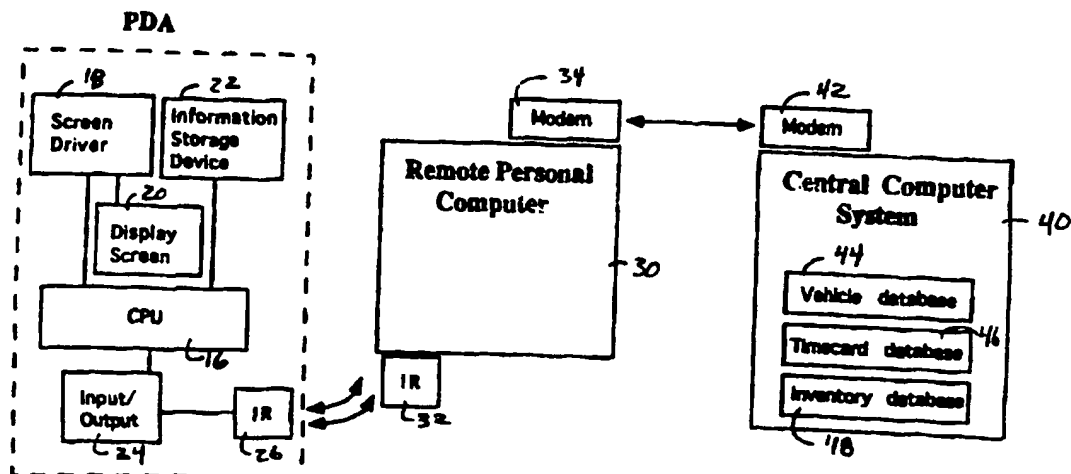 PDA
18
Screen
Driver
22
Information
Storage
Device
20
Display
Screen
CPU
16
Input/
Output
24
IR
26
34
Modem
Remote Personal
Computer
30
IR
32
42
Modem
Central Computer
System
40
44
Vehicle database
Timecard database
46
Inventory database
48